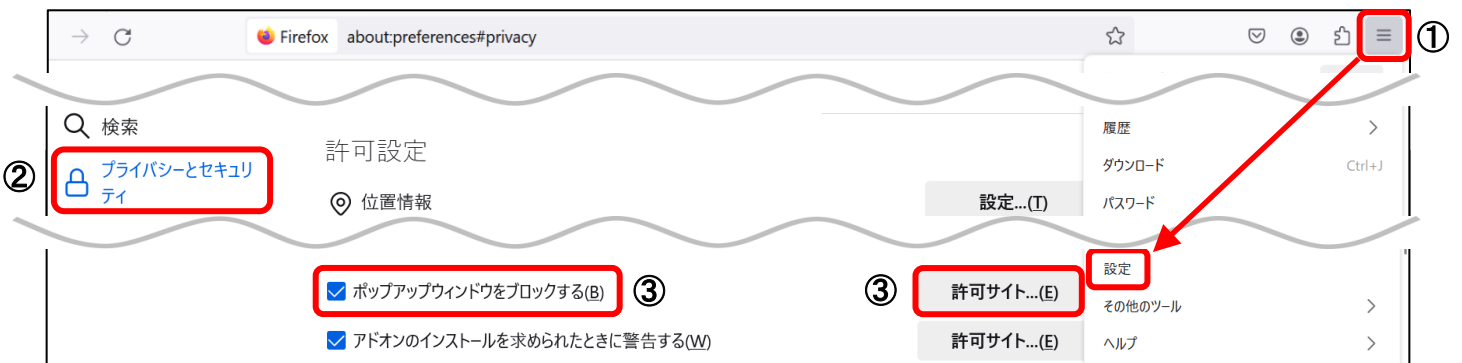 Firefox about:preferences#privacy
①
検索
履歴
②
プライバシーとセキュリ
ティ
許可設定
ダウンロード Ctrl+J
位置情報
設定...(T)
パスワード
設定
ポップアップウィンドウをブロックする(B)
③
③
許可サイト...(E)
その他のツール
アドオンのインストールを求められたときに警告する(W)
許可サイト...(E)
ヘルプ